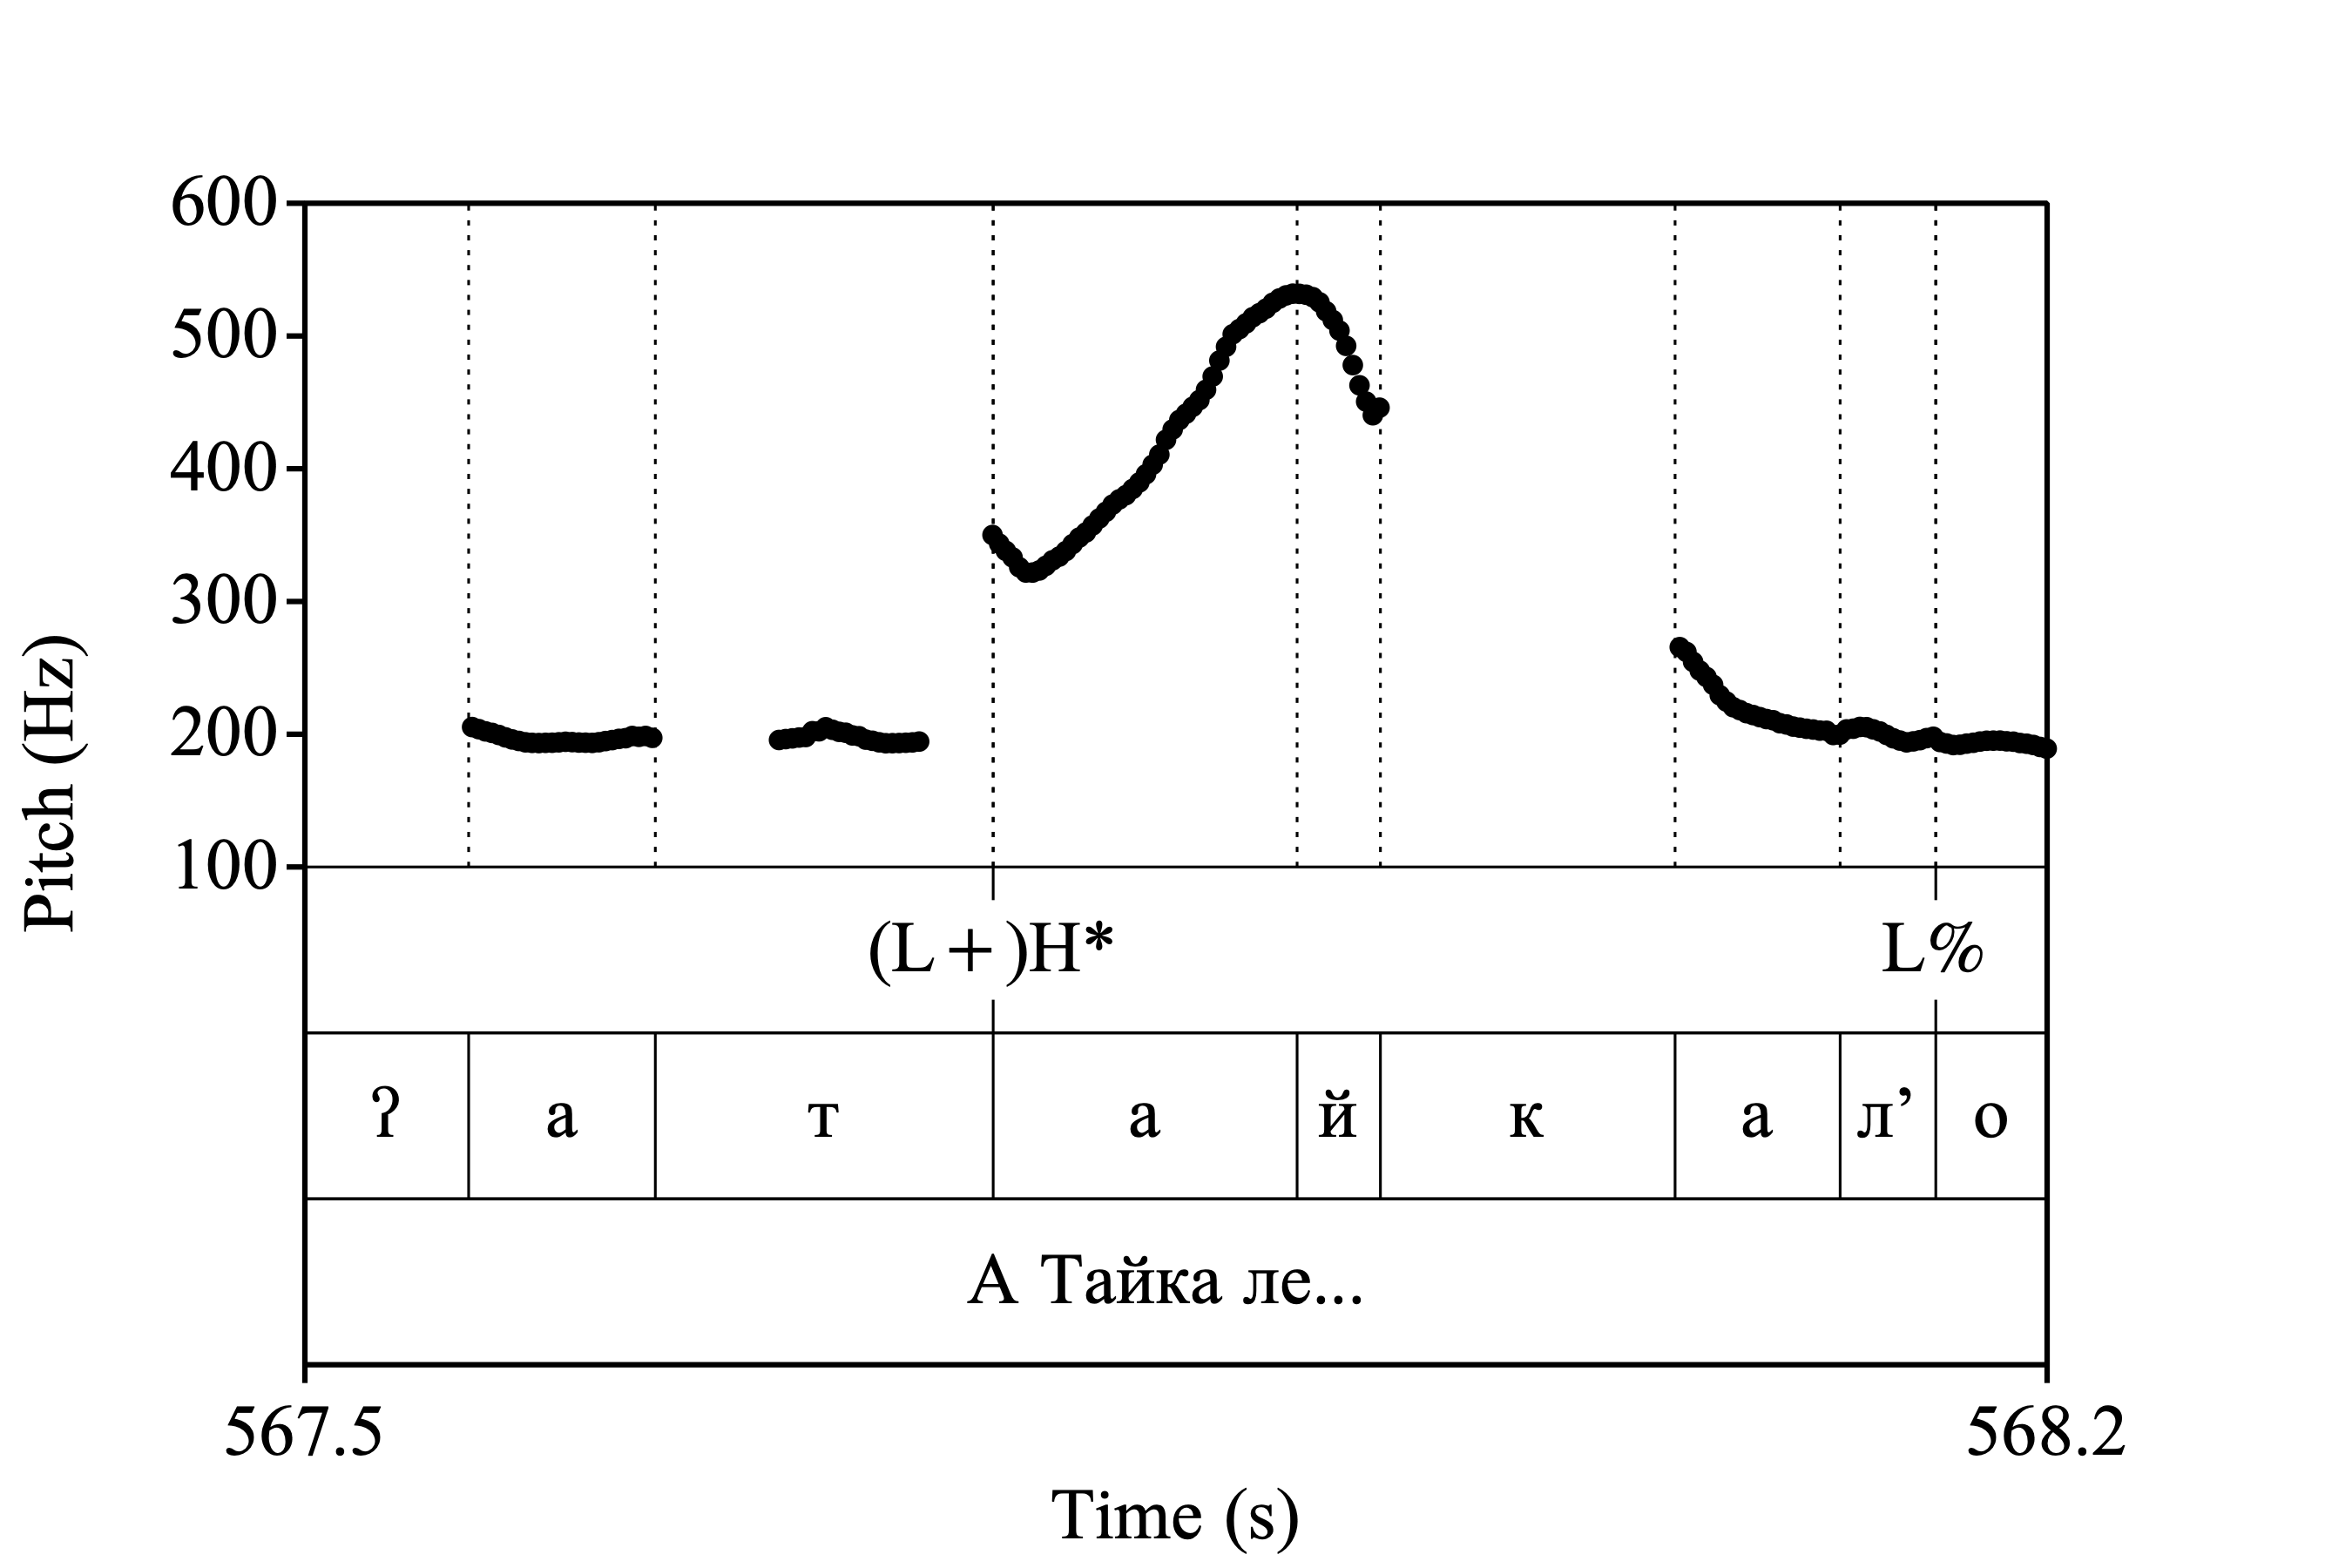 600
500
400
300
200
100
Pitch (Hz)
(L+)H* L%
ʔ а т а й к а л’ о
А Тайка ле...
567.5 568.2
Time (s)